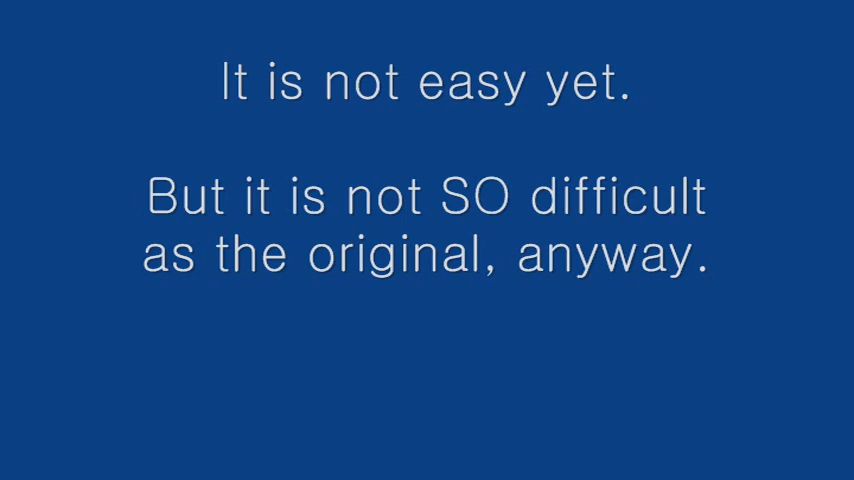 It is not easy yet.
But it is not SO difficult
as the original, anyway.